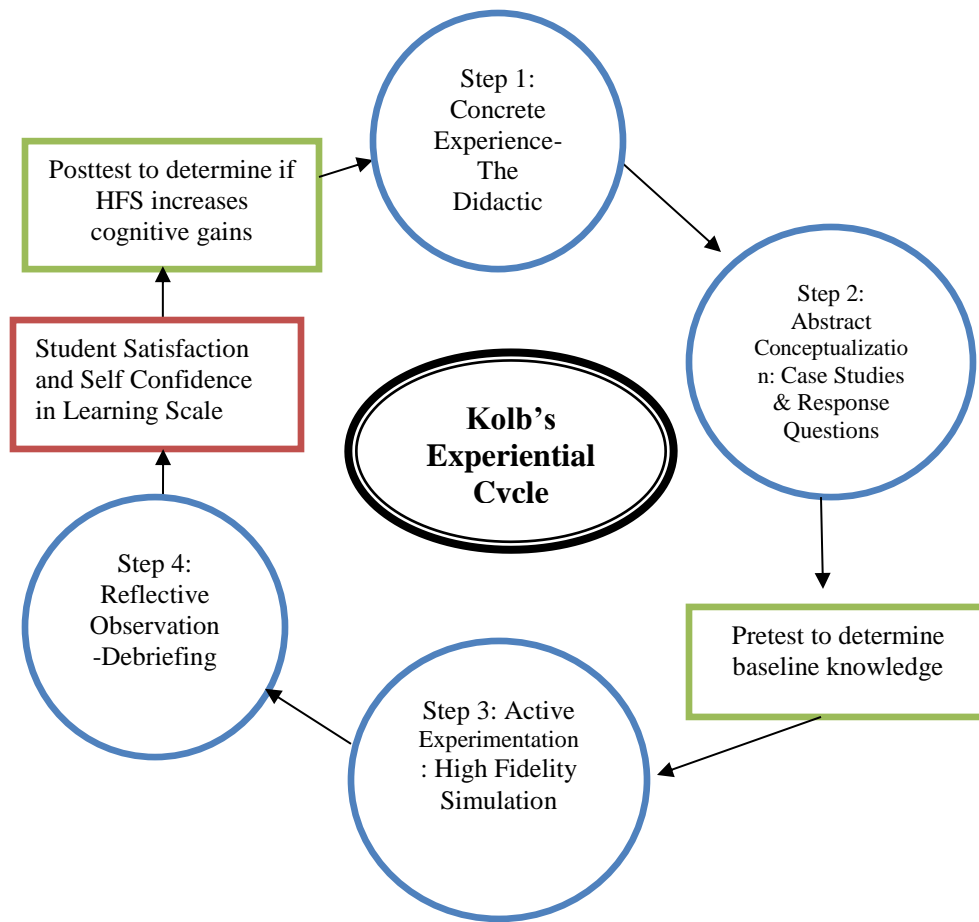 Step 1:
Concrete
Experience-
The
Didactic
Posttest to determine if
HFS increases
cognitive gains
Step 2:
Abstract
Conceptualizatio
n: Case Studies
& Response
Questions
Student Satisfaction
and Self Confidence
in Learning Scale
Kolb's
Experiential
Cvcle
Step 4:
Reflective
Observation
-Debriefing
Pretest to determine
baseline knowledge
Step 3: Active
Experimentation
: High Fidelity
Simulation